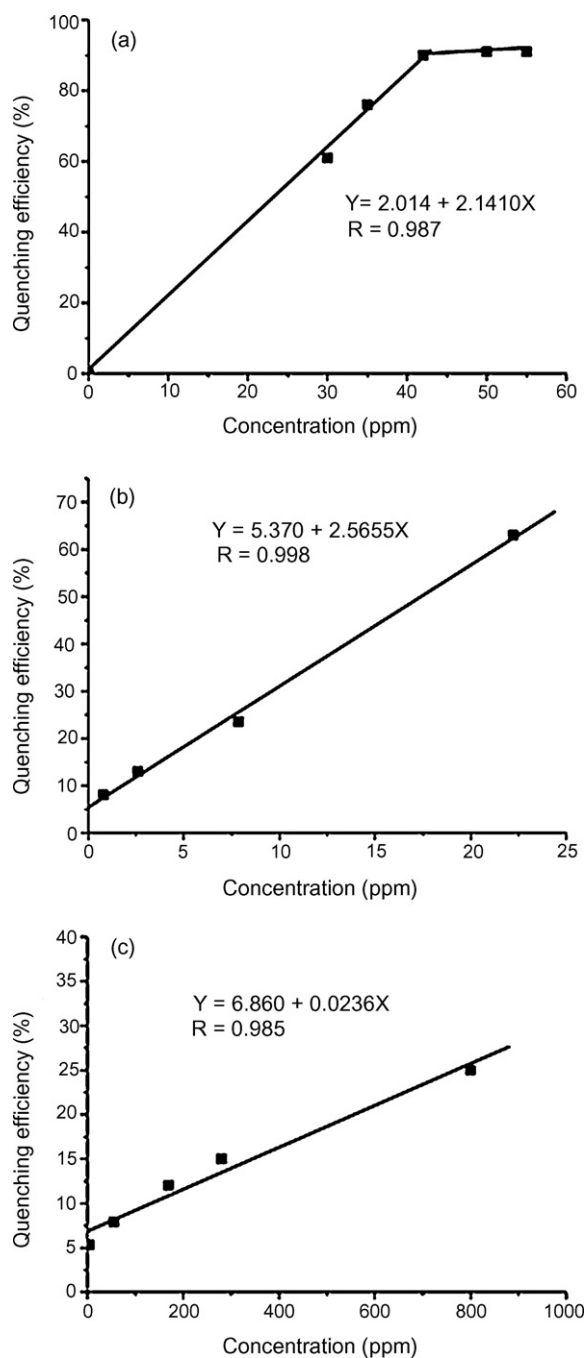 (a)
100
80
60
40
20
0
Quenching efficiency (%)
Y= 2.014 + 2.1410X
R = 0.987
0 10 20 30 40 50 60
Concentration (ppm)
(b)
70
60
50
40
30
20
10
0
Quenching efficiency (%)
Y = 5.370 + 2.5655X
R = 0.998
0 5 10 15 20 25
Concentration (ppm)
(c)
40
35
30
25
20
15
10
5
0
Quenching efficiency (%)
Y = 6.860 + 0.0236X
R = 0.985
0 200 400 600 800 1000
Concentration (ppm)